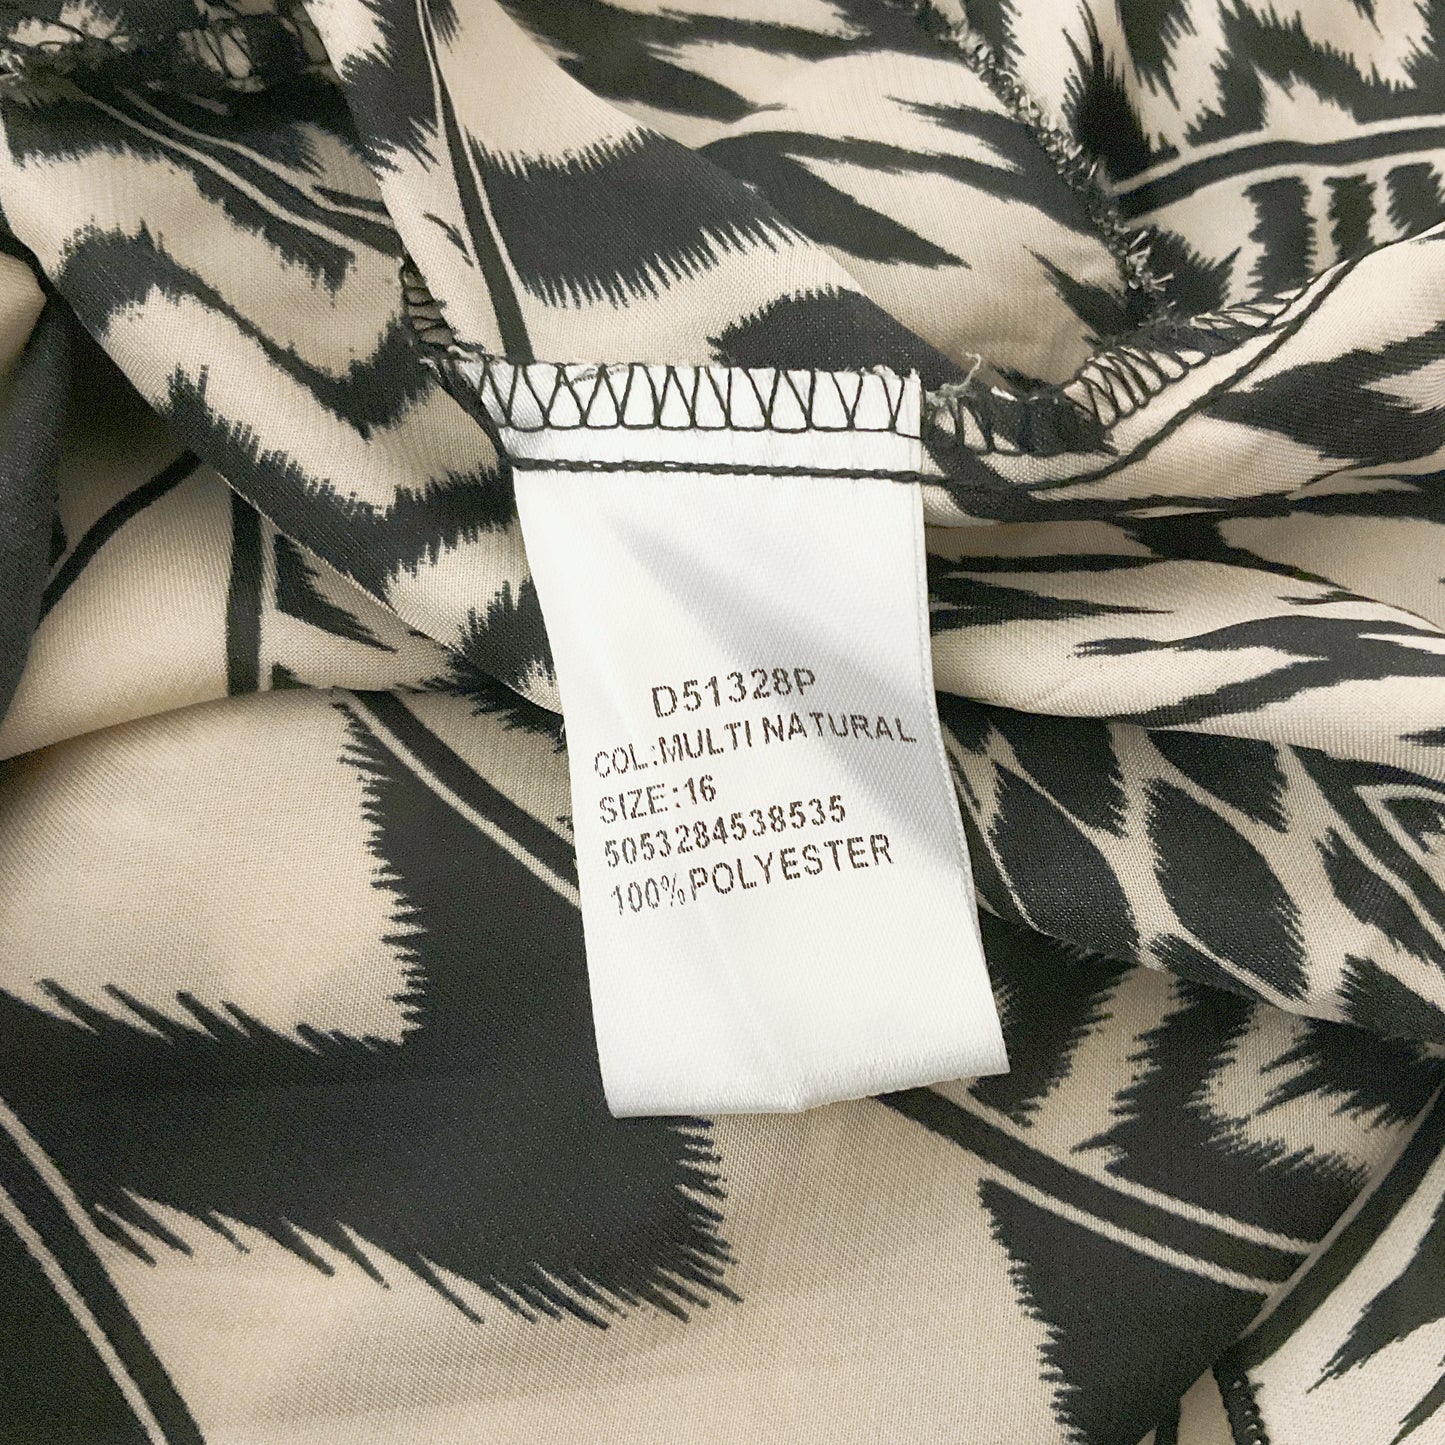 D51328P
COL:MULTI NATURAL
SIZE:16
5053284538535
100%POLYESTER